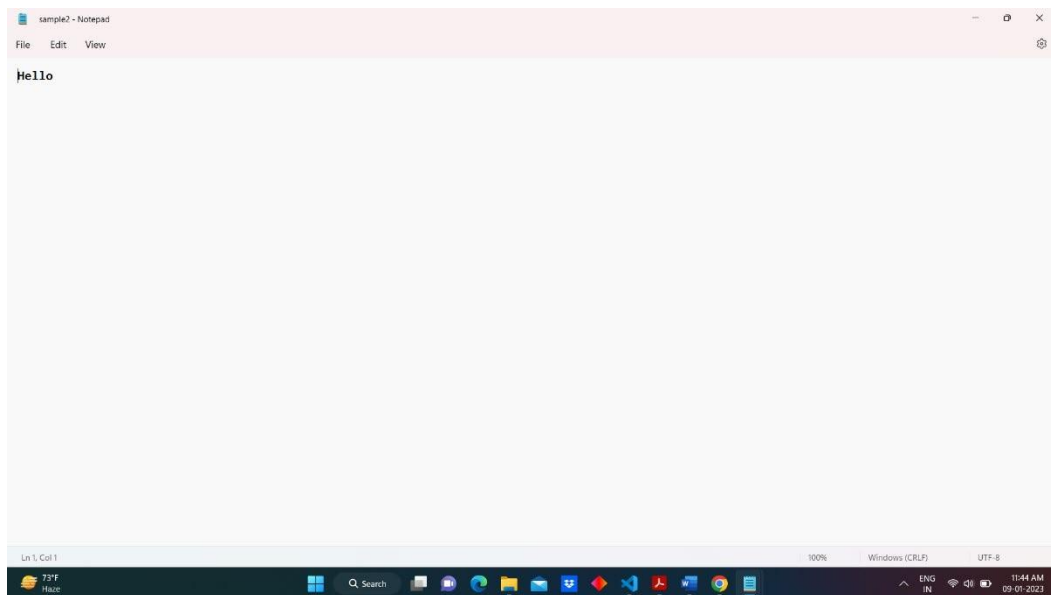 sample2 - Notepad
File Edit View
Hello
Ln 1, Col 1 100% Windows (CRLF) UTF-8
73°F
Haze
Search
ENG
IN
11:44 AM
09-01-2023